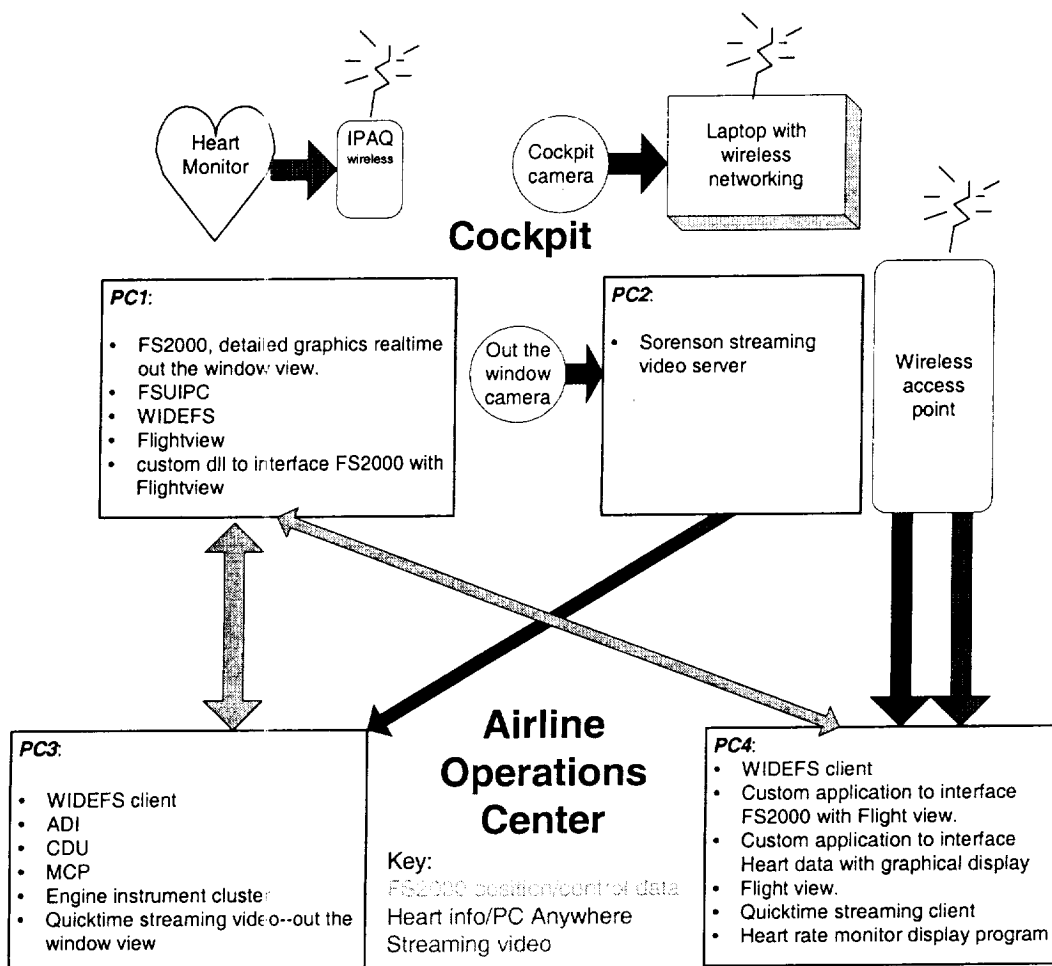 Heart
Monitor
IPAQ
wireless
Cockpit
camera
Laptop with
wireless
networking
Cockpit
PC1:
• FS2000, detailed graphics realtime
out the window view.
• FSUIPC
• WIDEFS
• Flightview
• custom dll to interface FS2000 with
Flightview
Out the
window
camera
PC2:
• Sorenson streaming
video server
Wireless
access
point
PC3:
• WIDEFS client
• ADI
• CDU
• MCP
• Engine instrument cluster
• Quicktime streaming video--out the
window view
Airline
Operations
Center
Key:
FS2000 position/control data
Heart info/PC Anywhere
Streaming video
PC4:
• WIDEFS client
• Custom application to interface
FS2000 with Flight view.
• Custom application to interface
Heart data with graphical display
• Flight view.
• Quicktime streaming client
• Heart rate monitor display program